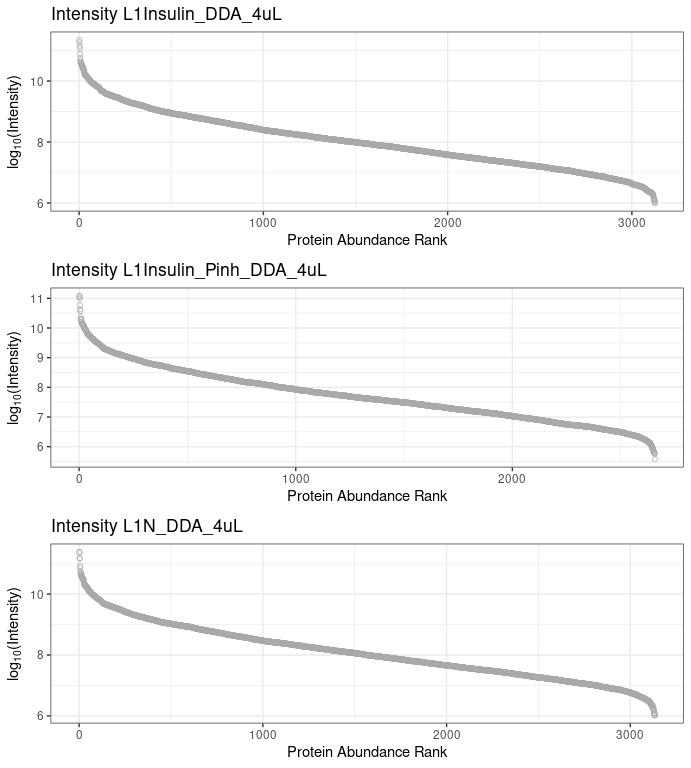 Intensity L1Insulin_DDA_4uL
log10(Intensity)
10
8
6
0 1000 2000 3000
Protein Abundance Rank
Intensity L1Insulin_Pinh_DDA_4uL
log10(Intensity)
11
10
9
8
7
6
0 1000 2000
Protein Abundance Rank
Intensity L1N_DDA_4uL
log10(Intensity)
10
8
6
0 1000 2000 3000
Protein Abundance Rank